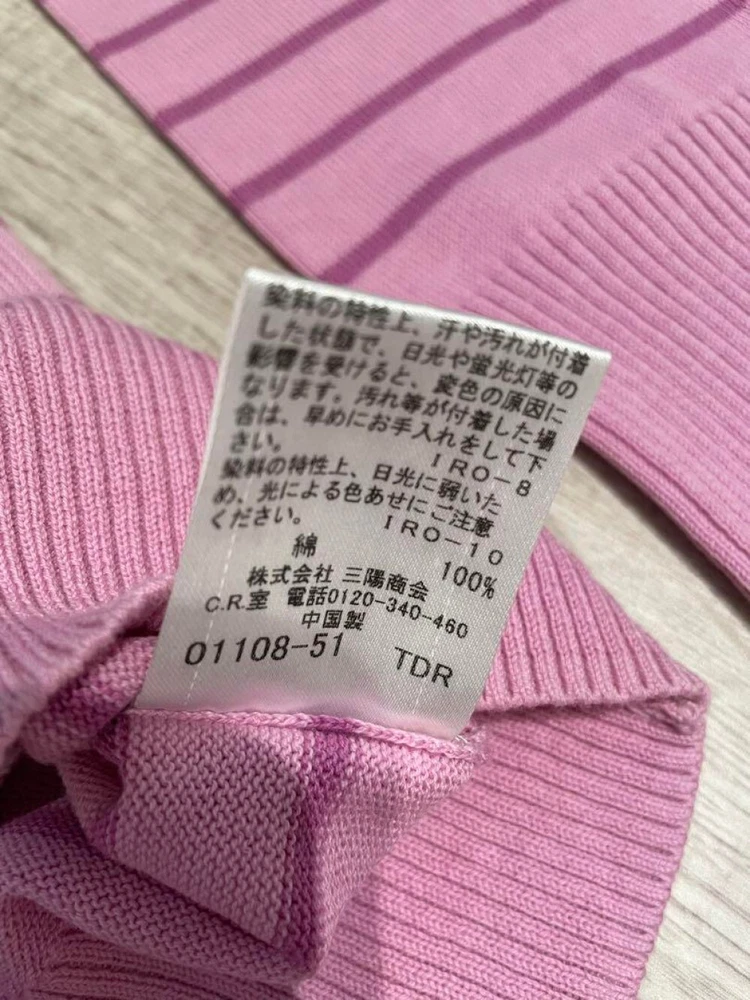 染料の特性上、汗や汚れが付着
した状態で、日光や蛍光灯等の
影響を受けると、変色の原因に
なります。汚れ等が付着した場
合は、早めにお手入れをして下
さい。 IRO-8
染料の特性上、日光に弱いた
め、光による色あせにご注意
ください。 IRO-10
綿 100%
株式会社 三陽商会
C.R.室 電話0120-340-460
中国製
01108-51 TDR